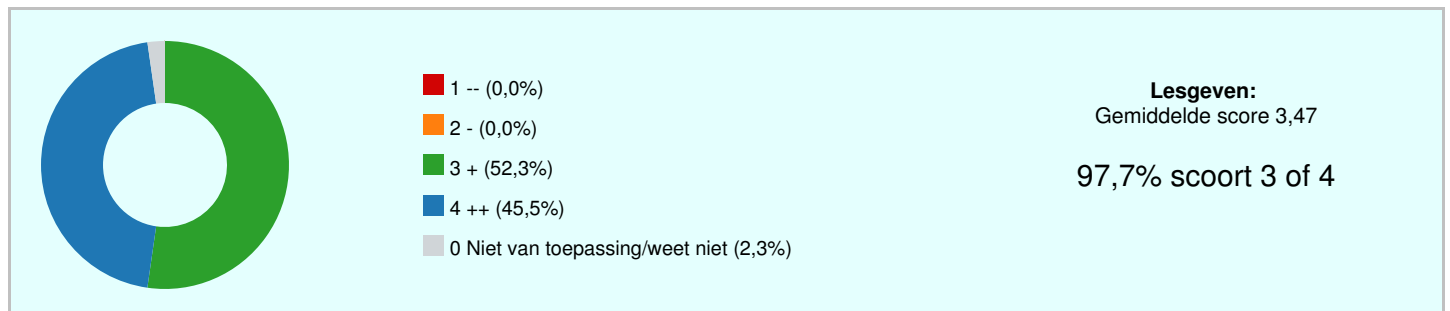 1 -- (0,0%)
2 - (0,0%)
3 + (52,3%)
4 ++ (45,5%)
0 Niet van toepassing/weet niet (2,3%)
Lesgeven:
Gemiddelde score 3,47
97,7% scoort 3 of 4